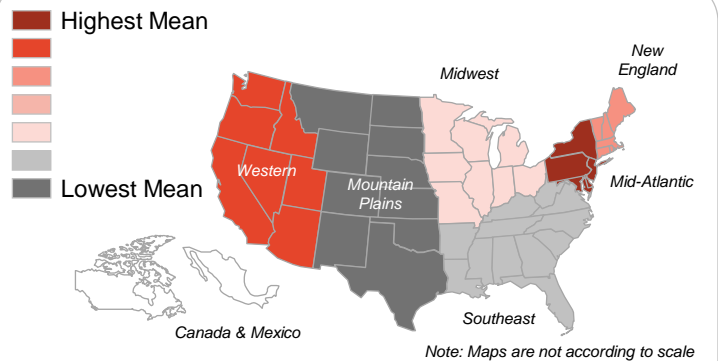 Highest Mean
New
England
Midwest
Western
Mountain
Plains
Lowest Mean
Mid-Atlantic
Southeast
Canada & Mexico
Note: Maps are not according to scale